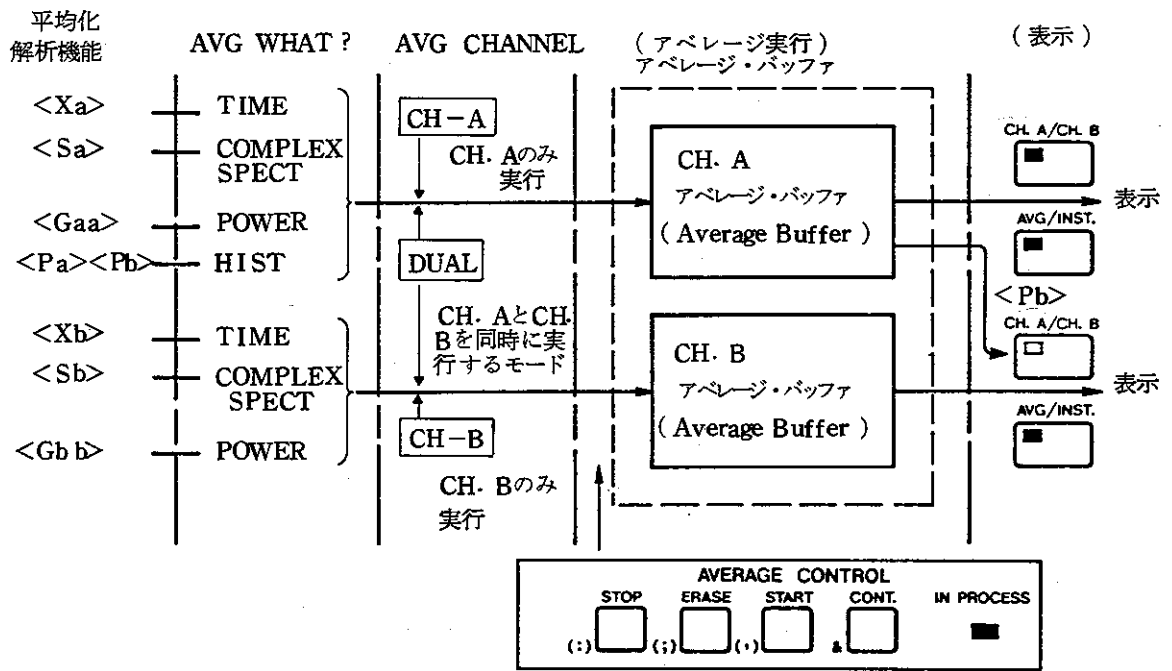 平均化
解析機能
AVG WHAT?
AVG CHANNEL
(アベレージ実行)
アベレージ・バッファ
(表示)
<Xa>
TIME
<Sa>
COMPLEX
SPECT
<Gaa>
POWER
<Pa><Pb>
HIST
<Xb>
TIME
<Sb>
COMPLEX
SPECT
<Gbb>
POWER
CH-A
CH. Aのみ
実行
DUAL
CH. AとCH.
Bを同時に実
行するモード
CH-B
CH. Bのみ
実行
CH. A
アベレージ・バッファ
(Average Buffer)
CH. B
アベレージ・バッファ
(Average Buffer)
CH. A/CH. B
表示
AVG/INST.
<Pb>
CH. A/CH. B
表示
AVG/INST.
AVERAGE CONTROL
STOP ERASE START CONT. IN PROCESS
(:) (;) (,) &